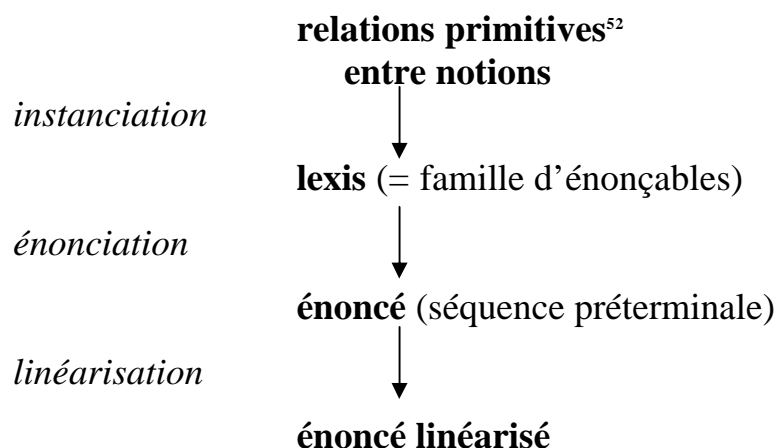 relations primitives⁵²
entre notions
instanciation
lexis (= famille d’énonçables)
énonciation
énoncé (séquence préterminale)
linéarisation
énoncé linéarisé